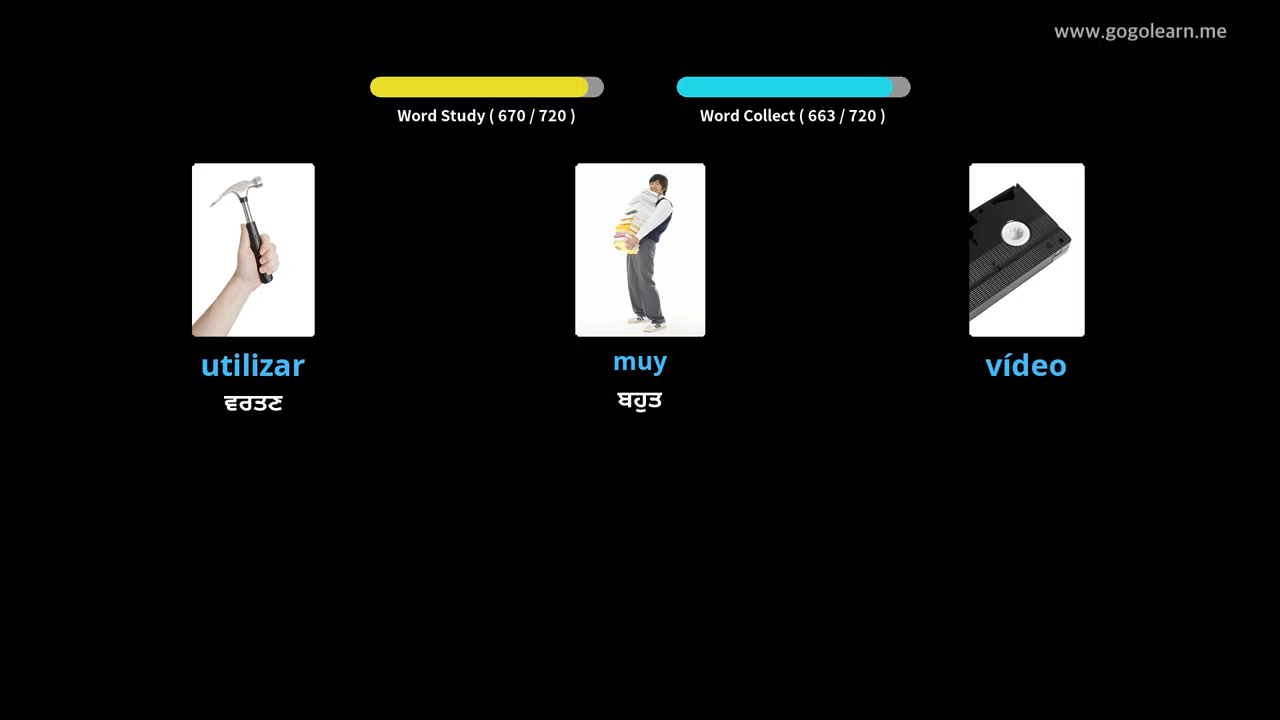 www.gogolearn.me
Word Study ( 670 / 720 )
Word Collect ( 663 / 720 )
utilizar
ਵਰਤਣ
muy
ਬਹੁਤ
vídeo